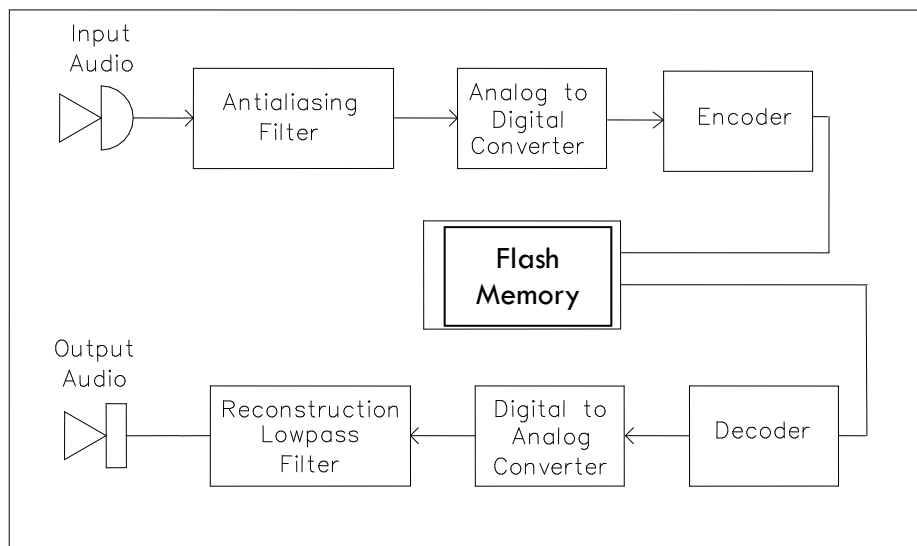 Input
Audio
Antialiasing
Filter
Analog to
Digital
Converter
Encoder
Flash
Memory
Output
Audio
Reconstruction
Lowpass
Filter
Digital to
Analog
Converter
Decoder